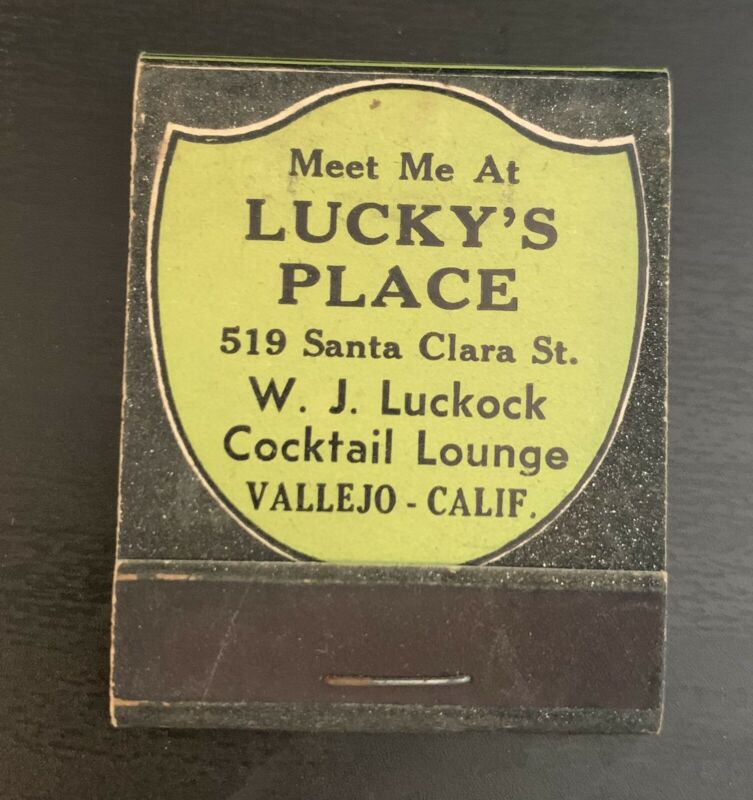 Meet Me At
LUCKY'S
PLACE
519 Santa Clara St.
W. J. Luckock
Cocktail Lounge
VALLEJO - CALIF.